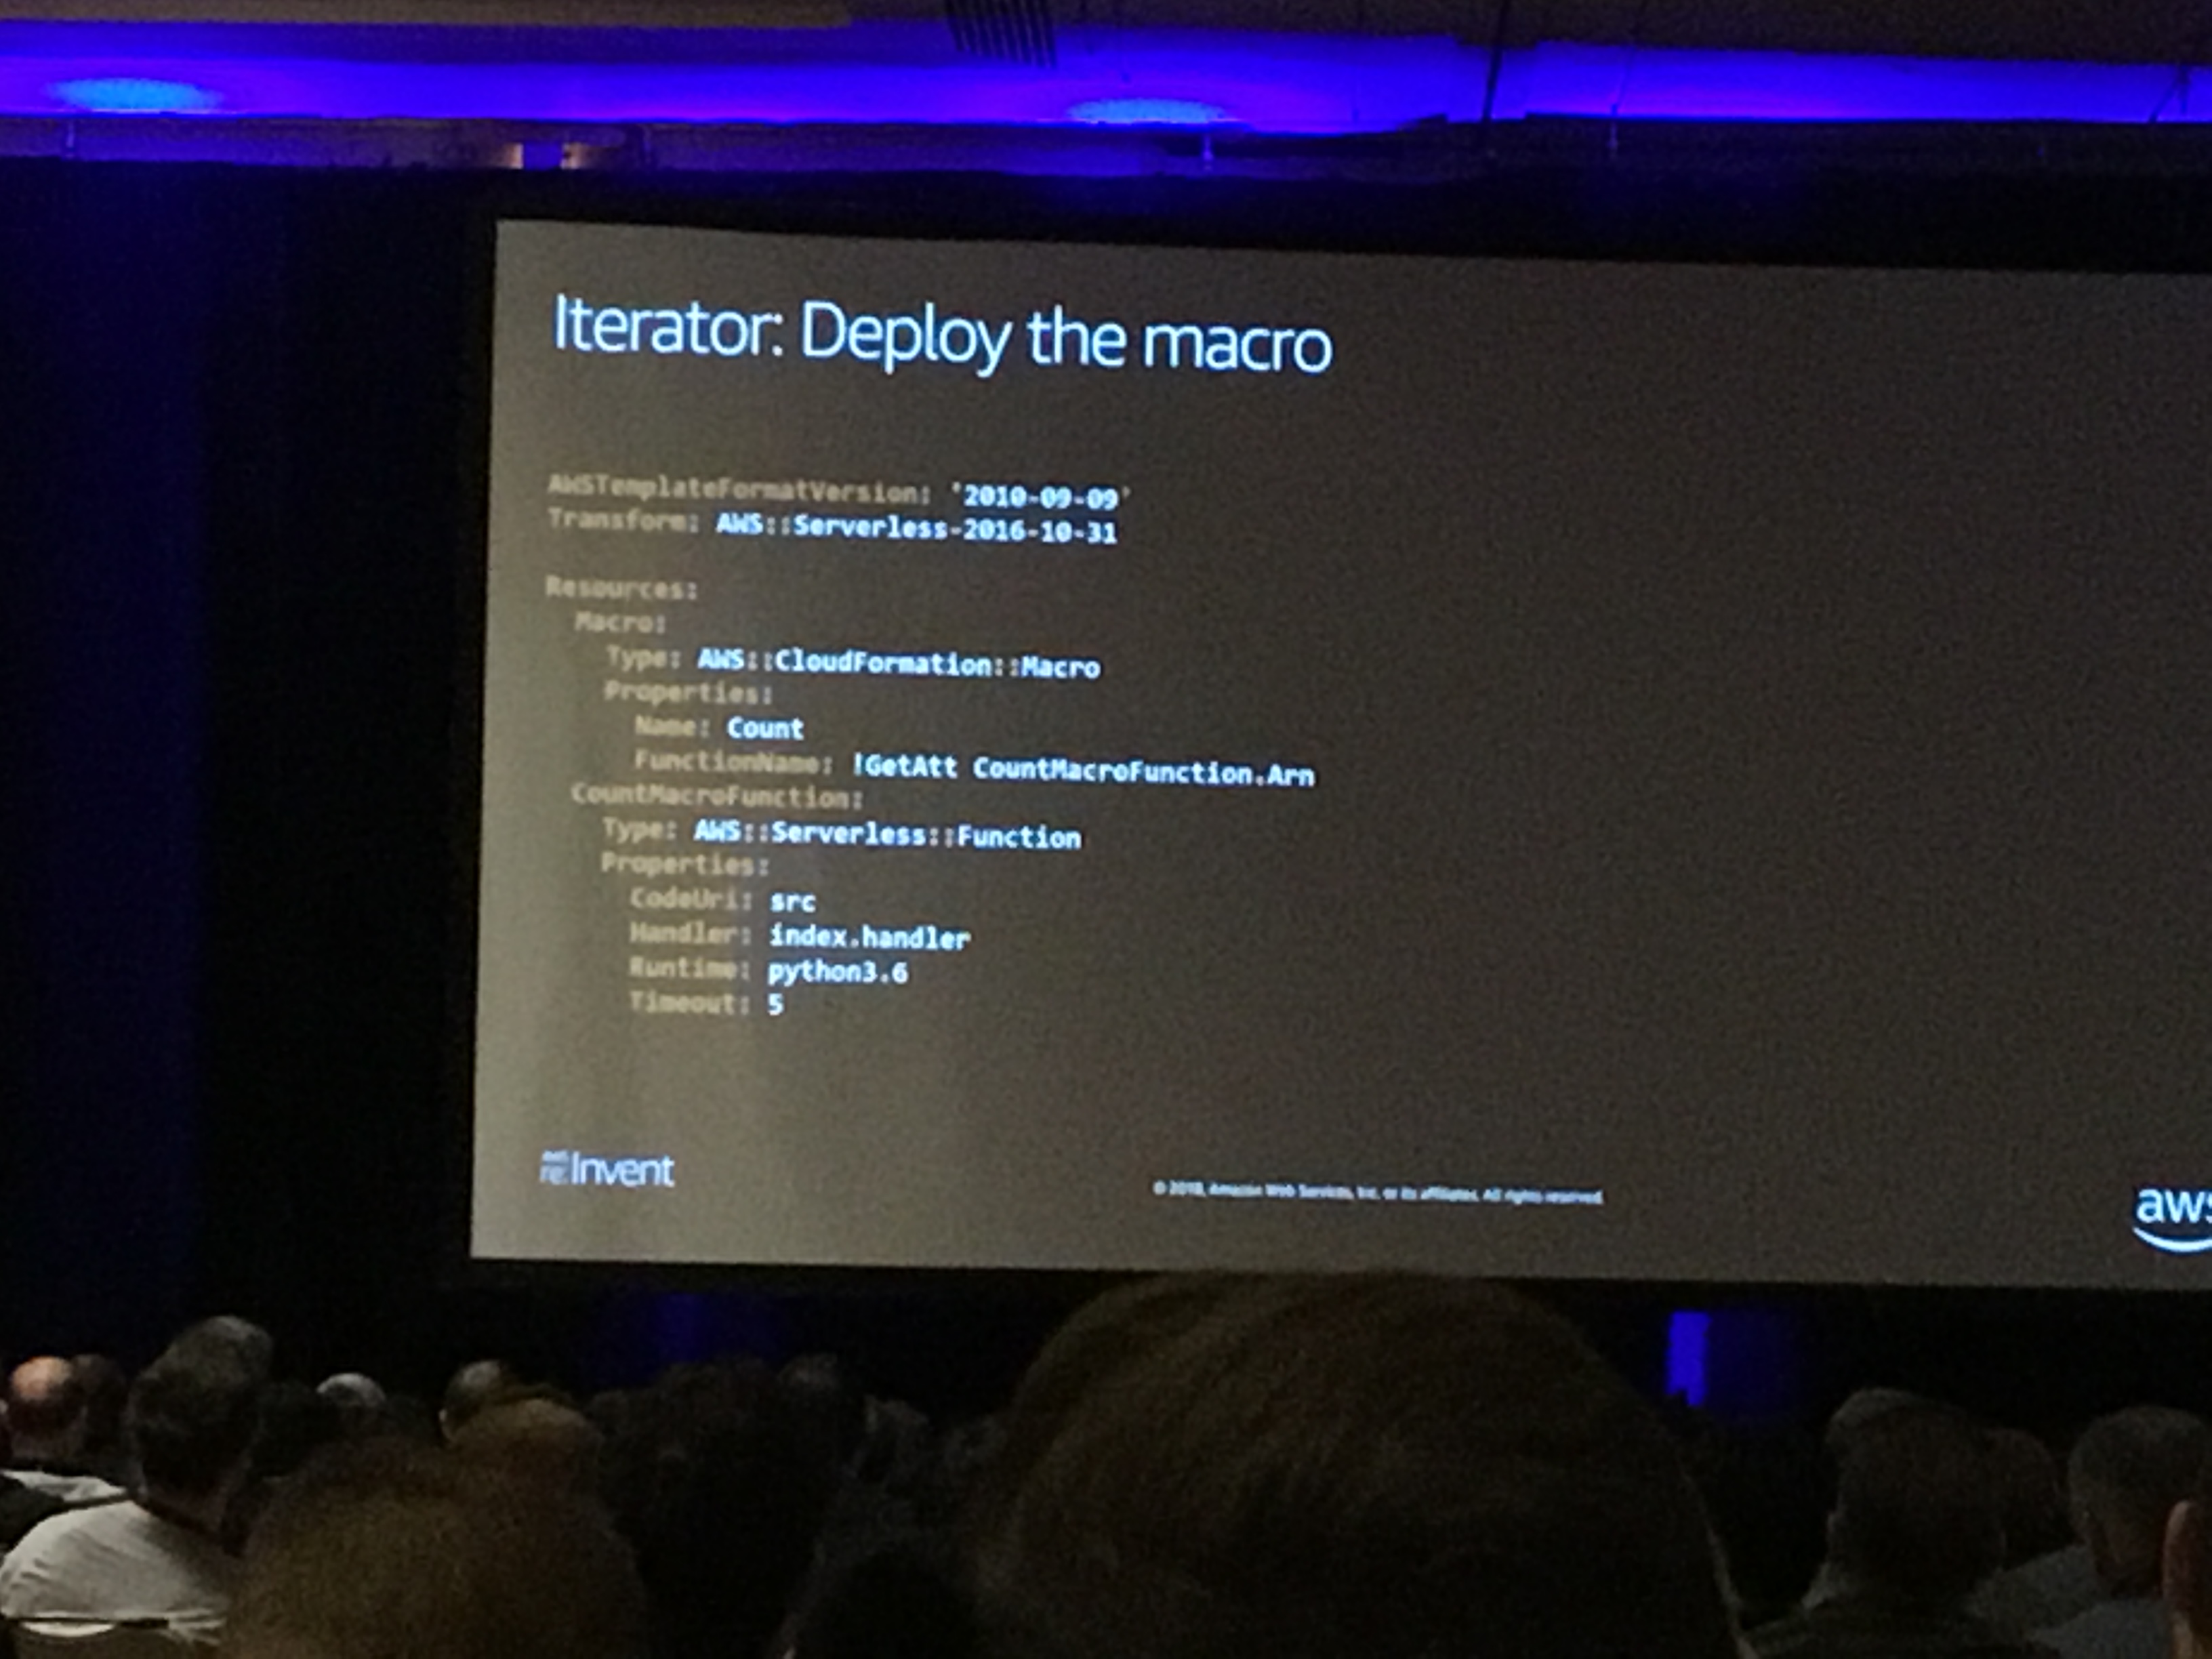 Iterator: Deploy the macro
AWSTemplateFormatVersion: '2010-09-09'
Transform: AWS::Serverless-2016-10-31
Resources:
  Macro:
    Type: AWS::CloudFormation::Macro
    Properties:
      Name: Count
      FunctionName: !GetAtt CountMacroFunction.Arn
  CountMacroFunction:
    Type: AWS::Serverless::Function
    Properties:
      CodeUri: src
      Handler: index.handler
      Runtime: python3.6
      Timeout: 5
aws
re:Invent
© 2018, Amazon Web Services, Inc. or its affiliates. All rights reserved.
aws